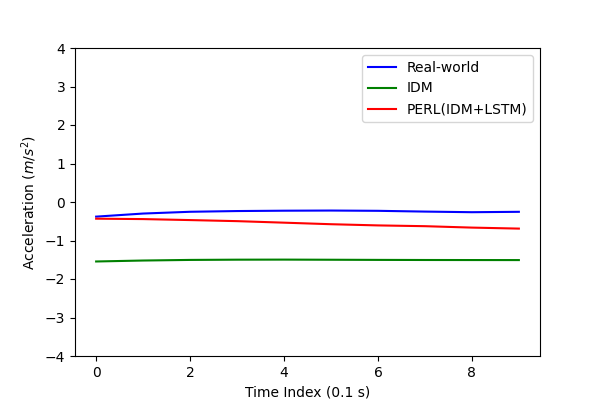 Real-world
IDM
PERL(IDM+LSTM)
4
3
2
1
0
−1
−2
−3
−4
Acceleration (m/s²)
0 2 4 6 8
Time Index (0.1 s)